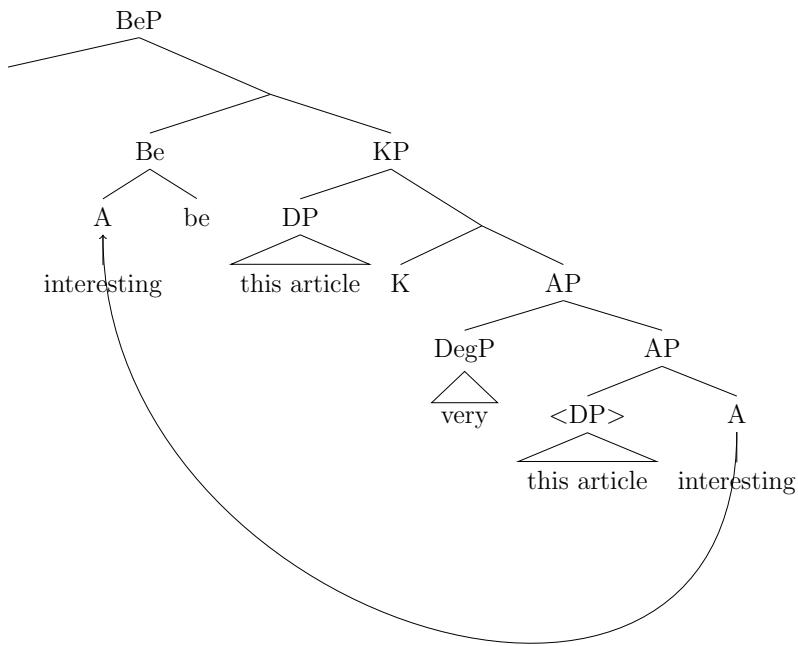 BeP
Be KP
A be DP
interesting this article K AP
DegP AP
very <DP> A
this article interesting